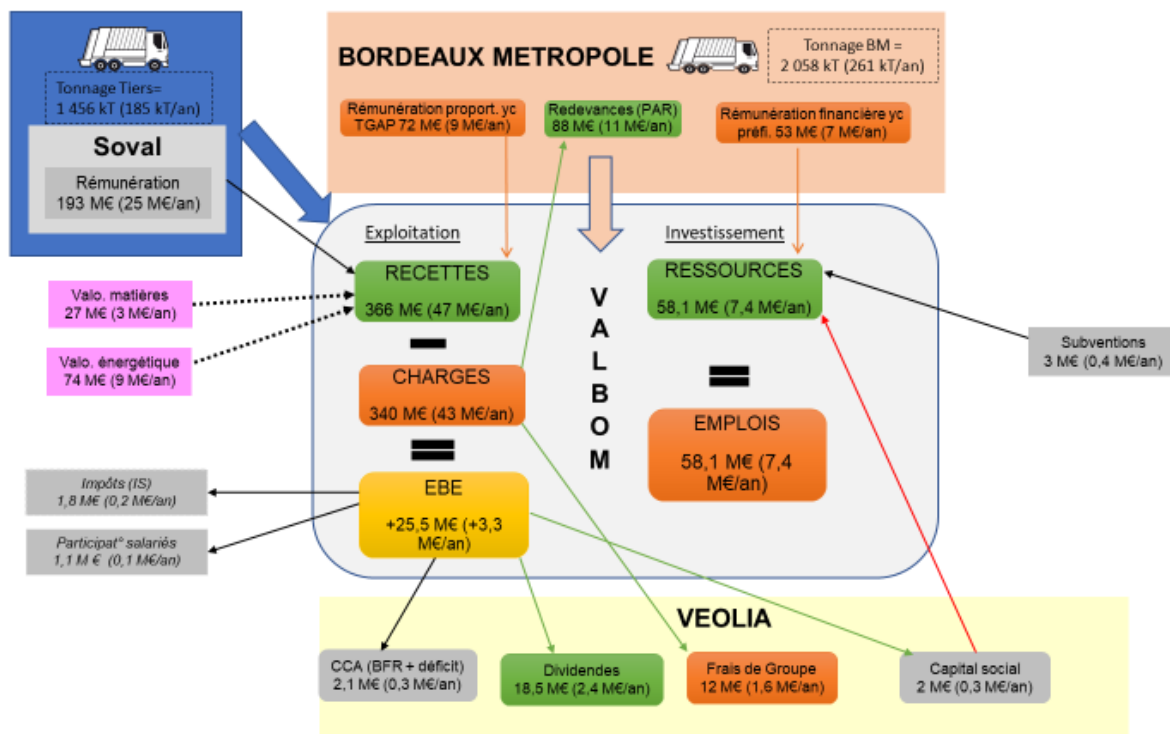 Tonnage Tiers=
1 456 kT (185 kT/an)
Soval
Rémunération
193 M€ (25 M€/an)
BORDEAUX METROPOLE
Tonnage BM =
2 058 kT (261 kT/an)
Rémunération proport. yc
TGAP 72 M€ (9 M€/an)
Redevances (PAR)
88 M€ (11 M€/an)
Rémunération financière yc
préfi. 53 M€ (7 M€/an)
Exploitation
Investissement
RECETTES
366 M€ (47 M€/an)
RESSOURCES
58,1 M€ (7,4 M€/an)
V
A
L
B
O
M
Valo. matières
27 M€ (3 M€/an)
Valo. énergétique
74 M€ (9 M€/an)
Subventions
3 M€ (0,4 M€/an)
CHARGES
340 M€ (43 M€/an)
EMPLOIS
58,1 M€ (7,4
M€/an)
EBE
+25,5 M€ (+3,3
M€/an)
Impôts (IS)
1,8 M€ (0,2 M€/an)
Participat° salariés
1,1 M € (0,1 M€/an)
VEOLIA
CCA (BFR + déficit)
2,1 M€ (0,3 M€/an)
Dividendes
18,5 M€ (2,4 M€/an)
Frais de Groupe
12 M€ (1,6 M€/an)
Capital social
2 M€ (0,3 M€/an)